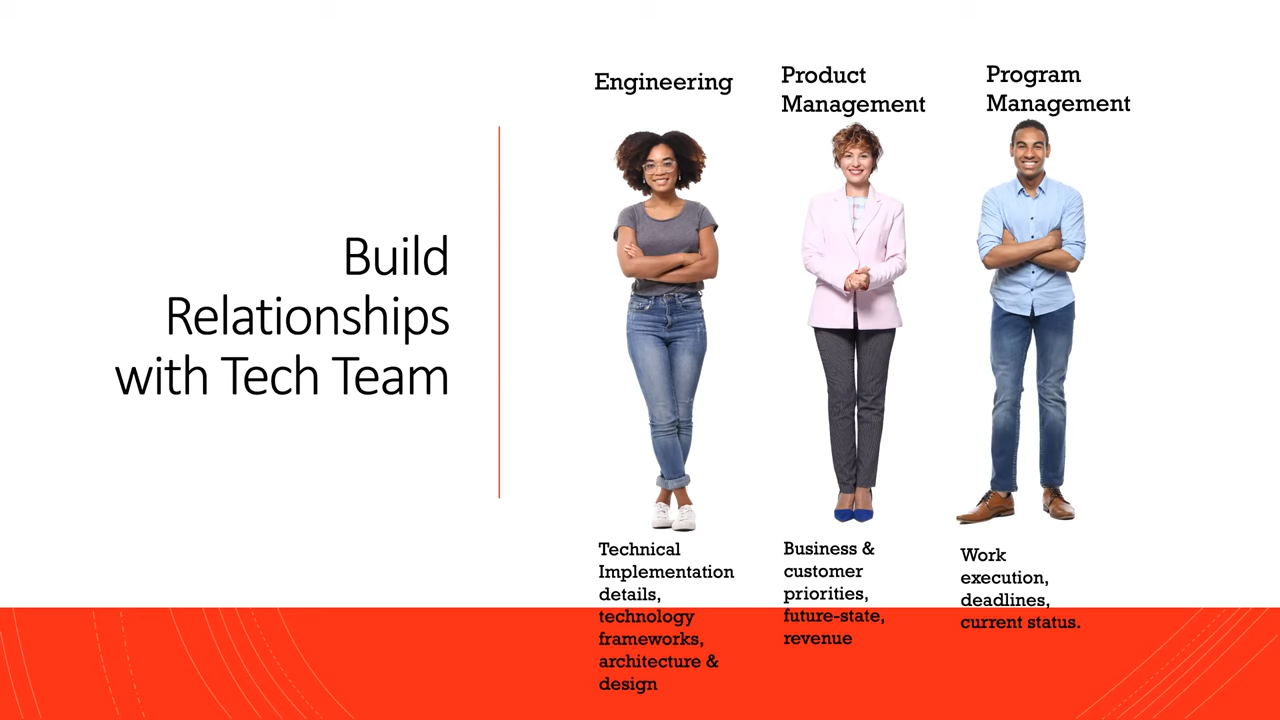 Build
Relationships
with Tech Team
Engineering
Technical
Implementation
details,
technology
frameworks,
architecture &
design
Product
Management
Business &
customer
priorities,
future-state,
revenue
Program
Management
Work
execution,
deadlines,
current status.